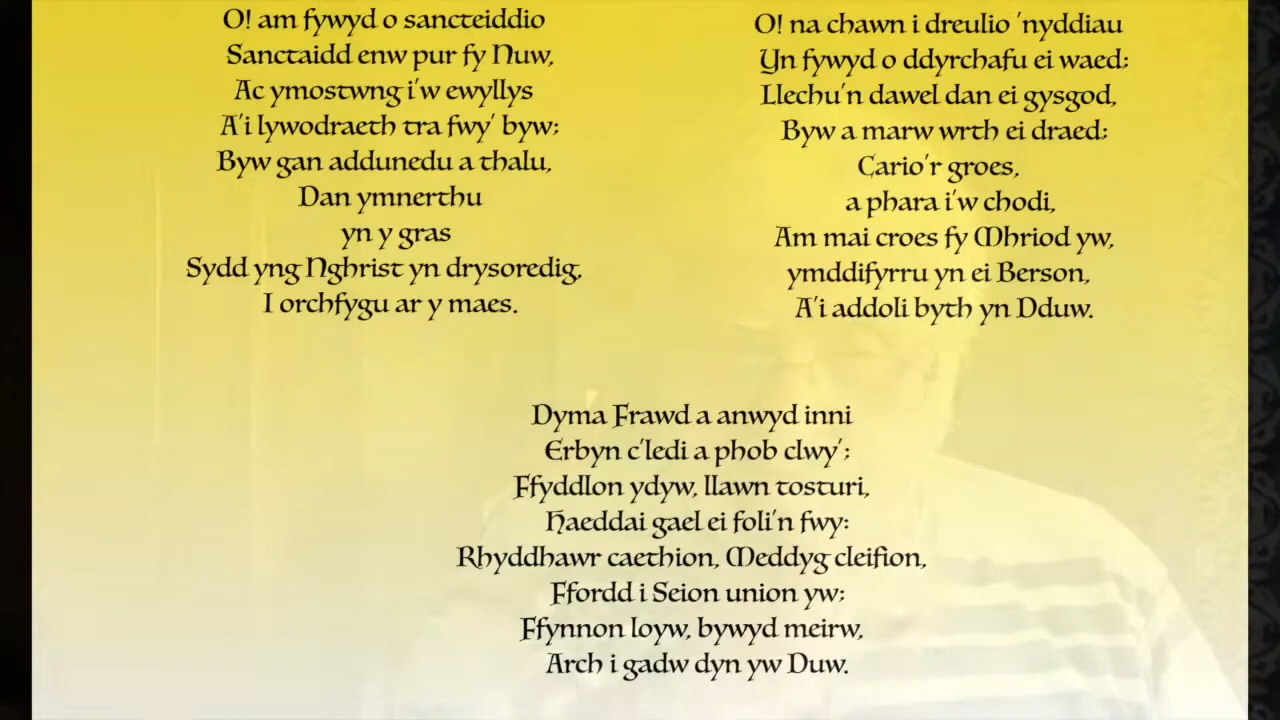 O! am fywyd o sancteiddio
Sanctaidd enw pur fy Nuw,
Ac ymostwng i'w ewyllys
A'i lywodraeth tra fwy' byw;
Byw gan addunedu a thalu,
Dan ymnerthu
yn y gras
Sydd yng Nghrist yn drysoredig,
I orchfygu ar y maes.
O! na chawn i dreulio 'nyddiau
Yn fywyd o ddyrchafu ei waed;
Llechu'n dawel dan ei gysgod,
Byw a marw wrth ei draed;
Cario'r groes,
a phara i'w chodi,
Am mai croes fy Mhriod yw,
ymddifyrru yn ei Berson,
A'i addoli byth yn Dduw.
Dyma Frawd a anwyd inni
Erbyn c'ledi a phob clwy';
Ffyddlon ydyw, llawn tosturi,
Haeddai gael ei foli'n fwy:
Rhyddhawr caethion, Meddyg cleifion,
Ffordd i Seion union yw;
Ffynnon loyw, bywyd meirw,
Arch i gadw dyn yw Duw.